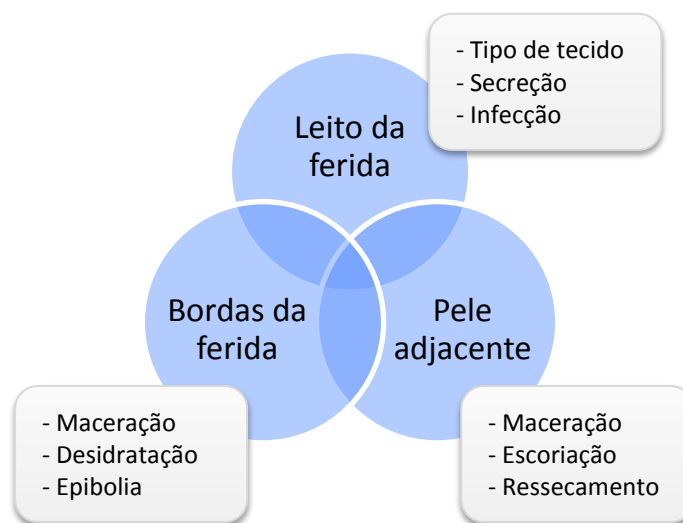 - Tipo de tecido
- Secreção
- Infecção
Leito da
ferida
Bordas da
ferida
Pele
adjacente
- Maceração
- Desidratação
- Epibolia
- Maceração
- Escoriação
- Ressecamento